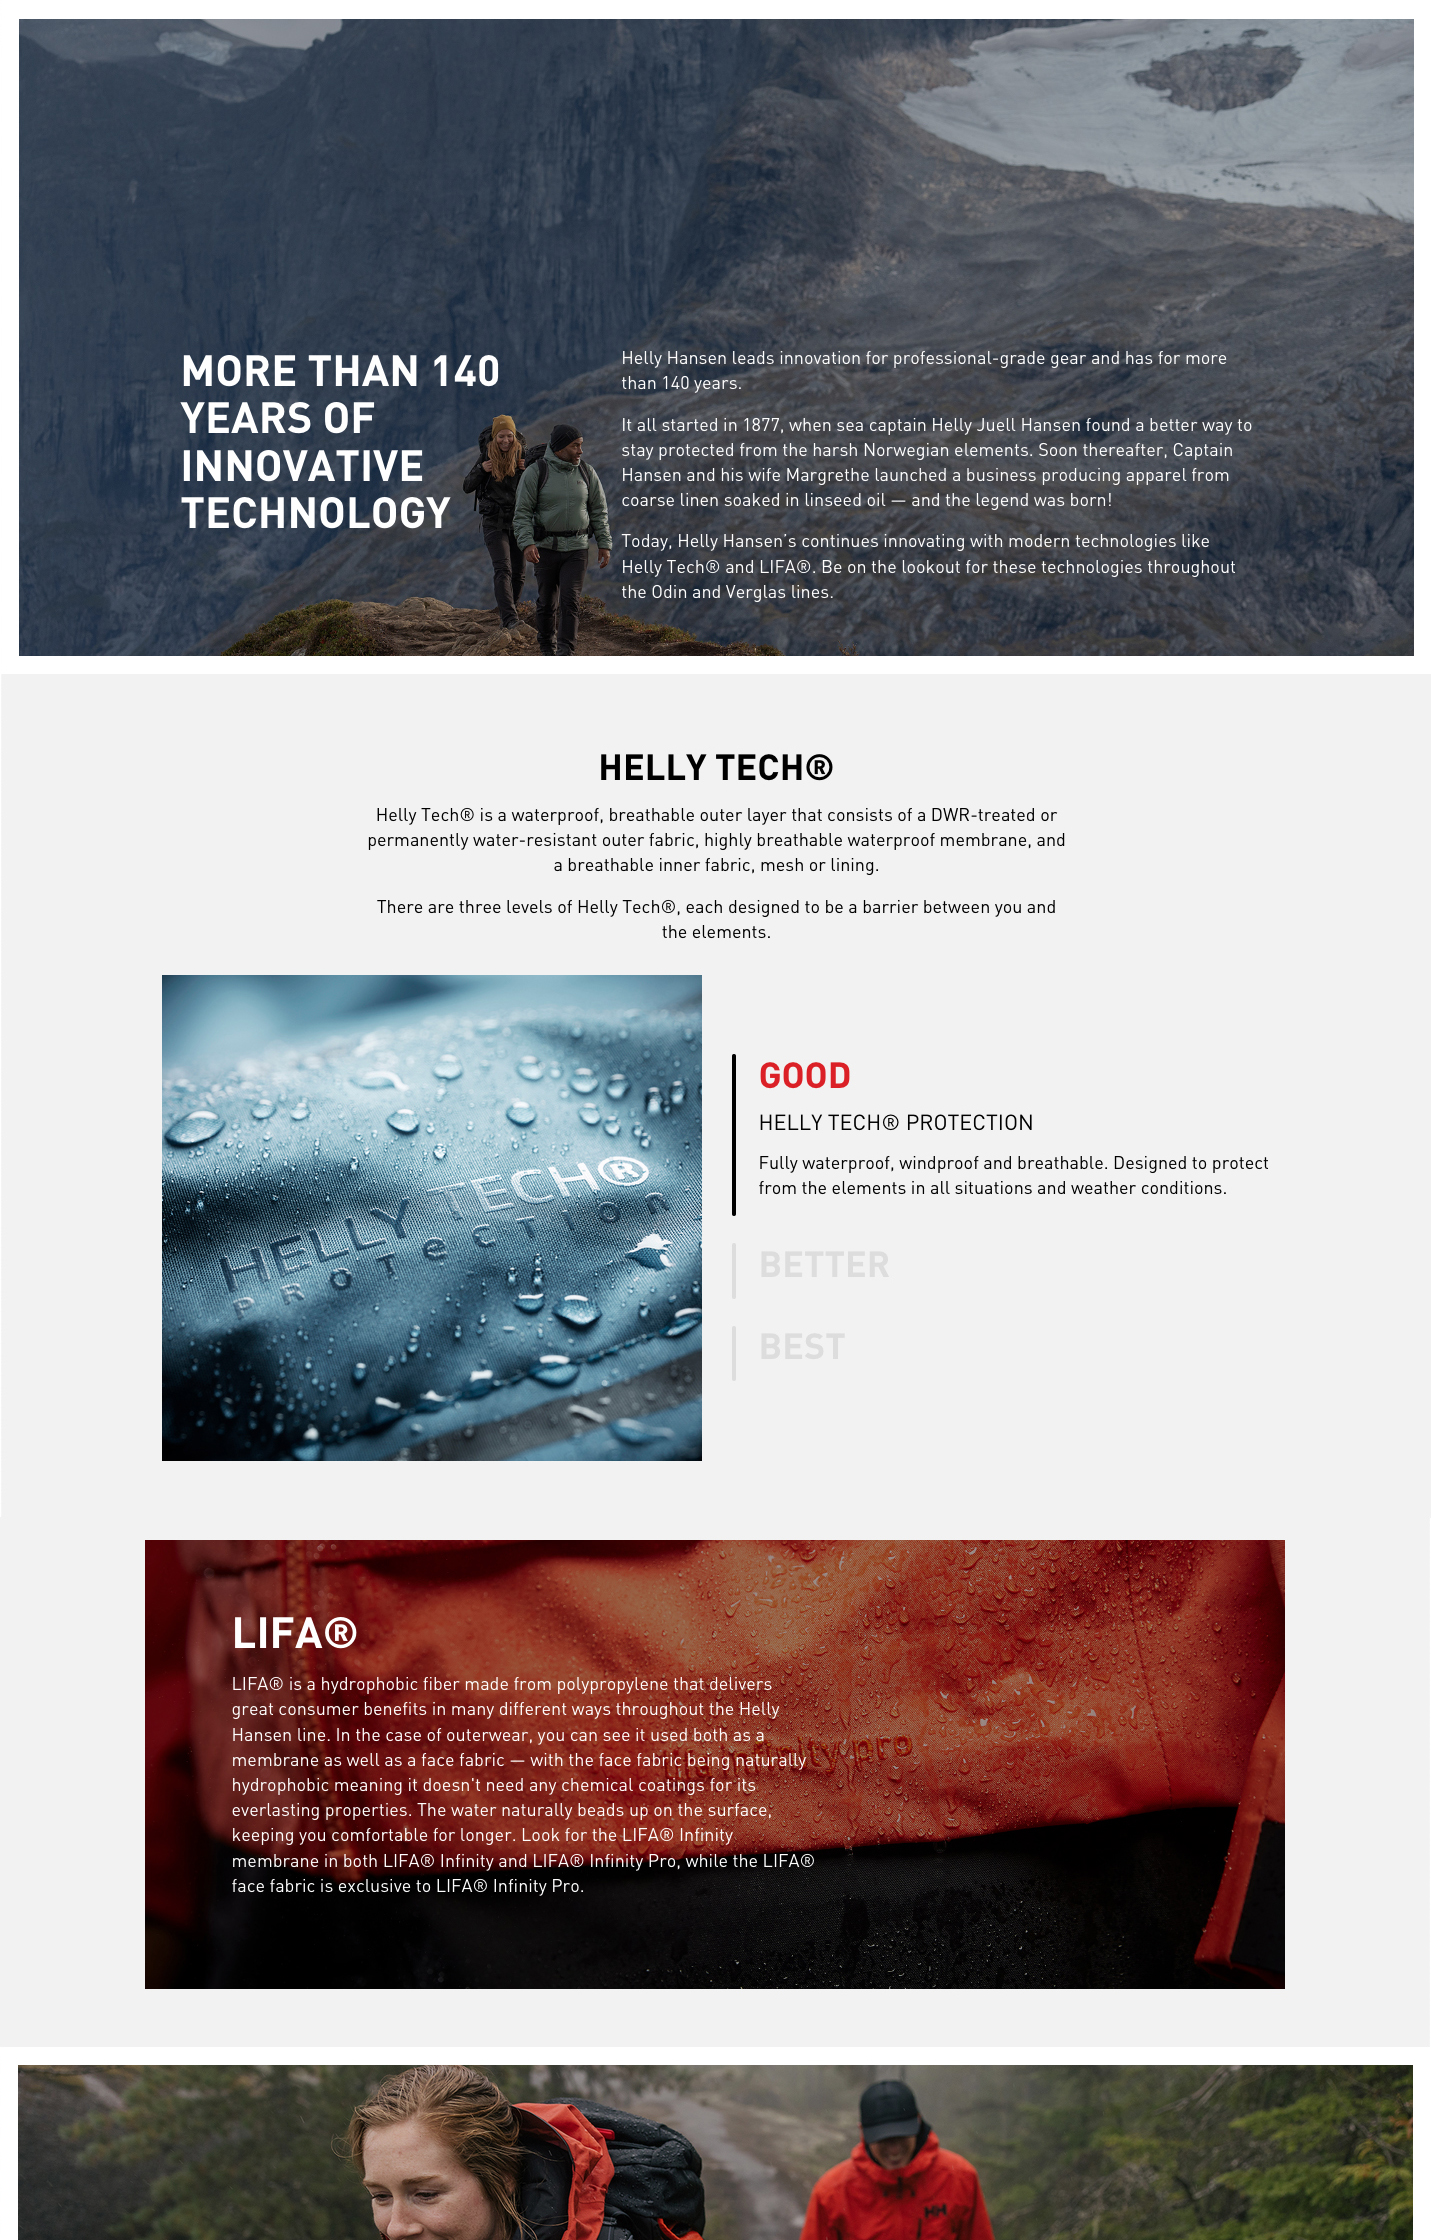 MORE THAN 140
YEARS OF
INNOVATIVE
TECHNOLOGY
Helly Hansen leads innovation for professional-grade gear and has for more
than 140 years.
It all started in 1877, when sea captain Helly Juell Hansen found a better way to
stay protected from the harsh Norwegian elements. Soon thereafter, Captain
Hansen and his wife Margrethe launched a business producing apparel from
coarse linen soaked in linseed oil — and the legend was born!
Today, Helly Hansen's continues innovating with modern technologies like
Helly Tech® and LIFA®. Be on the lookout for these technologies throughout
the Odin and Verglas lines.
HELLY TECH®
Helly Tech® is a waterproof, breathable outer layer that consists of a DWR-treated or
permanently water-resistant outer fabric, highly breathable waterproof membrane, and
a breathable inner fabric, mesh or lining.
There are three levels of Helly Tech®, each designed to be a barrier between you and
the elements.
HELLY TECH®
PROTECTION
GOOD
HELLY TECH® PROTECTION
Fully waterproof, windproof and breathable. Designed to protect
from the elements in all situations and weather conditions.
BETTER
BEST
LIFA®
LIFA® is a hydrophobic fiber made from polypropylene that delivers
great consumer benefits in many different ways throughout the Helly
Hansen line. In the case of outerwear, you can see it used both as a
membrane as well as a face fabric — with the face fabric being naturally
hydrophobic meaning it doesn't need any chemical coatings for its
everlasting properties. The water naturally beads up on the surface,
keeping you comfortable for longer. Look for the LIFA® Infinity
membrane in both LIFA® Infinity and LIFA® Infinity Pro, while the LIFA®
face fabric is exclusive to LIFA® Infinity Pro.
infinity pro
HH